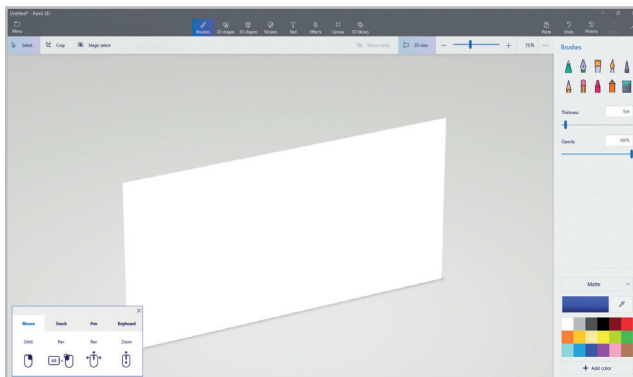 Untitled* - Paint 3D
Menu
Brushes
2D shapes
3D shapes
Stickers
Text
Effects
Canvas
3D library
Paste
Undo
History
Select
Crop
Magic select
Mixed reality
3D view
75%
Brushes
Thickness
5px
Opacity
100%
Matte
Add color
Mouse
Touch
Pen
Keyboard
Orbit
Pan
Pan
Zoom
Alt